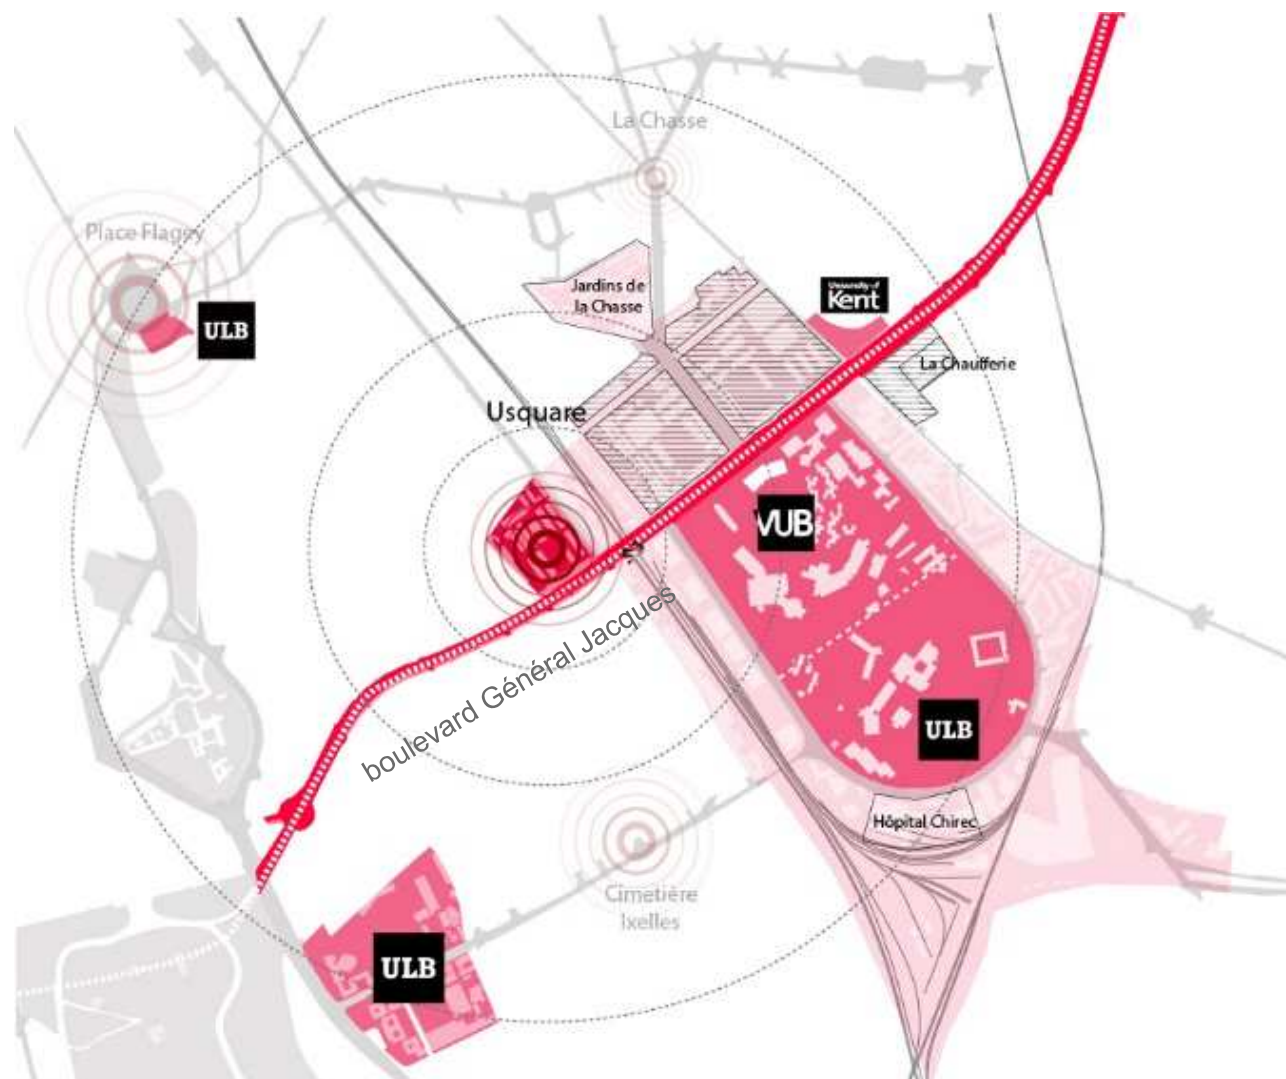 La Chasse
Place Flagey
Jardins de
la Chasse
University of
Kent
ULB
La Chaufferie
Usquare
VUB
boulevard Général Jacques
ULB
Hôpital Chirec
Cimetière
Ixelles
ULB